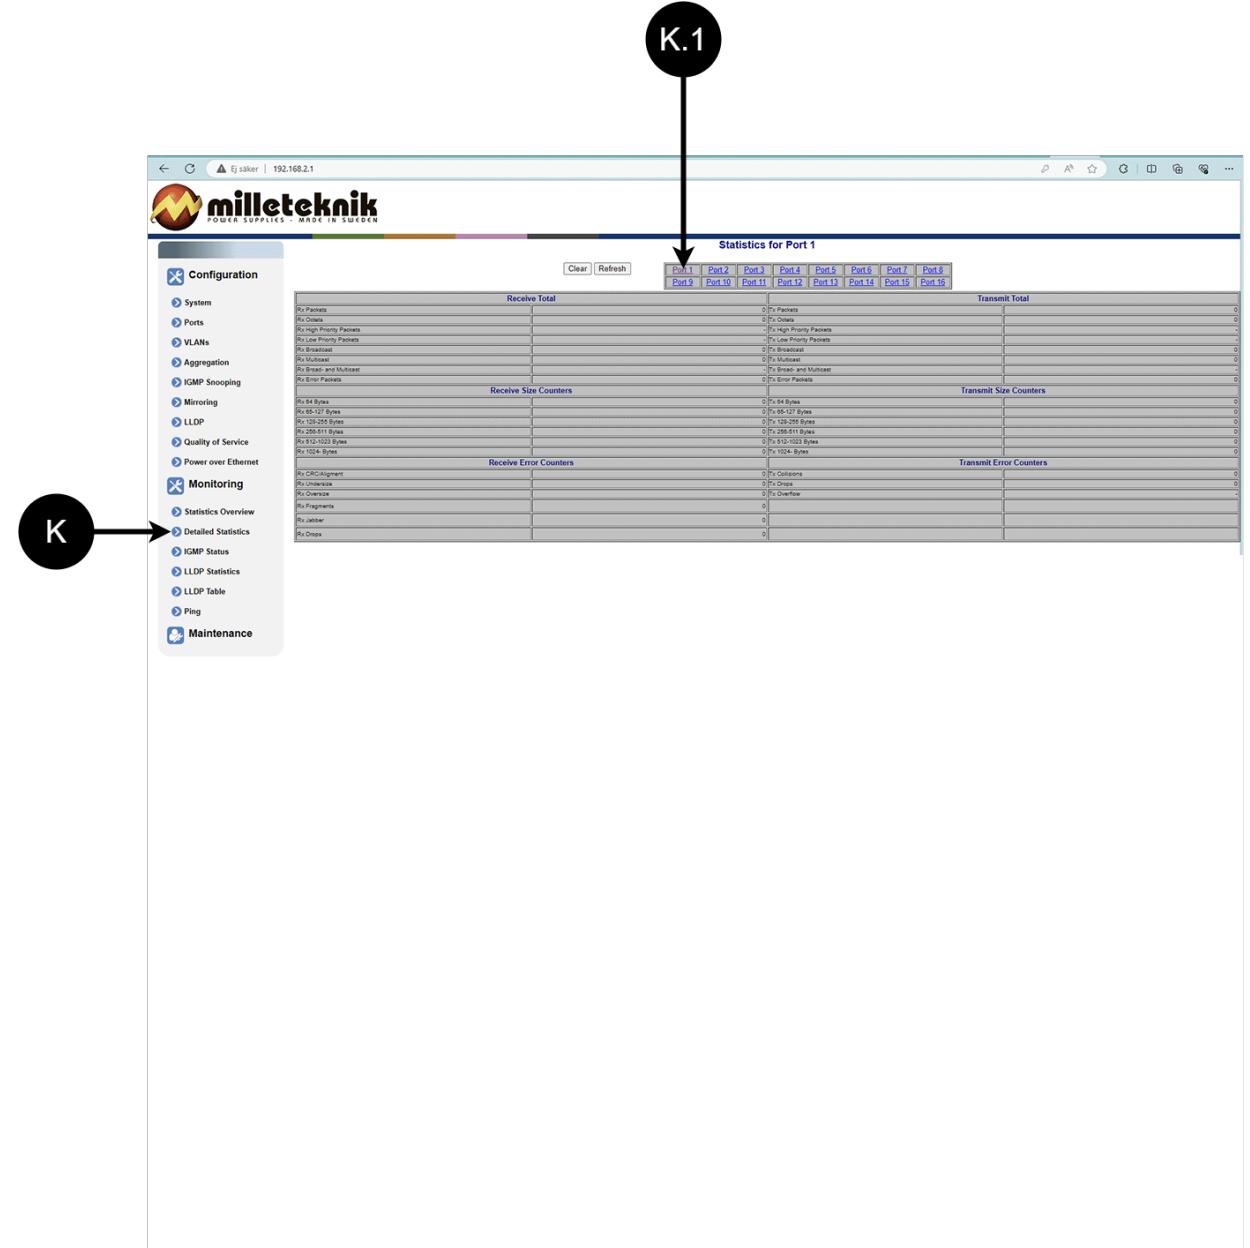 K.1
Ej säker | 192.168.2.1
milleteknik
POWER SUPPLIES - MADE IN SWEDEN
Statistics for Port 1
Clear Refresh
Port 1 Port 2 Port 3 Port 4 Port 5 Port 6 Port 7 Port 8
Port 9 Port 10 Port 11 Port 12 Port 13 Port 14 Port 15 Port 16
Configuration
System
Ports
VLANs
Aggregation
IGMP Snooping
Mirroring
LLDP
Quality of Service
Power over Ethernet
Monitoring
Statistics Overview
K
Detailed Statistics
IGMP Status
LLDP Statistics
LLDP Table
Ping
Maintenance
Receive Total Transmit Total
Rx Packets 0 Tx Packets 0
Rx Octets 0 Tx Octets 0
Rx High Priority Packets - Tx High Priority Packets -
Rx Low Priority Packets - Tx Low Priority Packets -
Rx Broadcast 0 Tx Broadcast 0
Rx Multicast 0 Tx Multicast 0
Rx Broad- and Multicast - Tx Broad- and Multicast -
Rx Error Packets 0 Tx Error Packets 0
Receive Size Counters Transmit Size Counters
Rx 64 Bytes 0 Tx 64 Bytes 0
Rx 65-127 Bytes 0 Tx 65-127 Bytes 0
Rx 128-255 Bytes 0 Tx 128-255 Bytes 0
Rx 256-511 Bytes 0 Tx 256-511 Bytes 0
Rx 512-1023 Bytes 0 Tx 512-1023 Bytes 0
Rx 1024- Bytes 0 Tx 1024- Bytes 0
Receive Error Counters Transmit Error Counters
Rx CRC/Aligment 0 Tx Collisions 0
Rx Undersize 0 Tx Drops 0
Rx Oversize 0 Tx Overflow -
Rx Fragments 0
Rx Jabber 0
Rx Drops 0